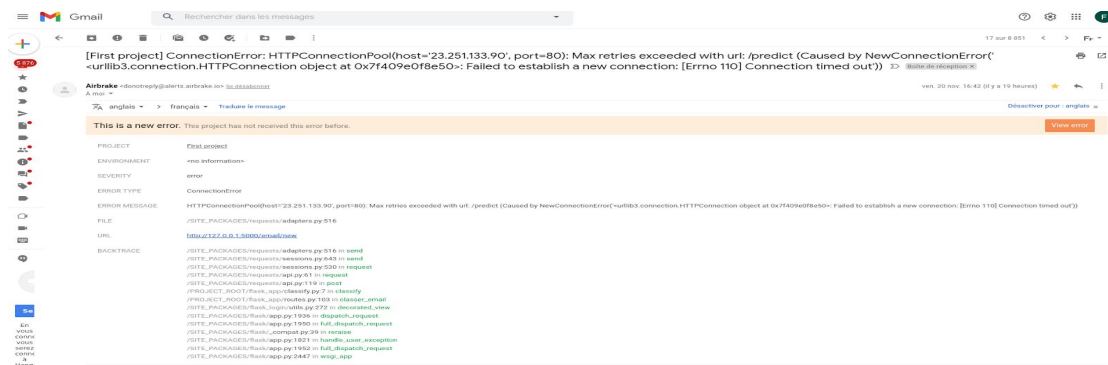 Gmail
Rechercher dans les messages
17 sur 8 851
[First project] ConnectionError: HTTPConnectionPool(host='23.251.133.90', port=80): Max retries exceeded with url: /predict (Caused by NewConnectionError('
<urllib3.connection.HTTPConnection object at 0x7f409e0f8e50>: Failed to establish a new connection: [Errno 110] Connection timed out')) Boîte de réception ×
5 876
Airbrake <donotreply@alerts.airbrake.io> Se désabonner
ven. 20 nov. 16:42 (il y a 19 heures)
À moi
anglais > français Traduire le message
Désactiver pour : anglais ×
This is a new error. This project has not received this error before.
View error
PROJECT First project
ENVIRONMENT <no information>
SEVERITY error
ERROR TYPE ConnectionError
ERROR MESSAGE HTTPConnectionPool(host='23.251.133.90', port=80): Max retries exceeded with url: /predict (Caused by NewConnectionError('<urllib3.connection.HTTPConnection object at 0x7f409e0f8e50>: Failed to establish a new connection: [Errno 110] Connection timed out'))
FILE /SITE_PACKAGES/requests/adapters.py:516
URL http://127.0.0.1:5000/email/new
BACKTRACE /SITE_PACKAGES/requests/adapters.py:516 in send
/SITE_PACKAGES/requests/sessions.py:643 in send
/SITE_PACKAGES/requests/sessions.py:530 in request
/SITE_PACKAGES/requests/api.py:61 in request
/SITE_PACKAGES/requests/api.py:119 in post
/PROJECT_ROOT/flask_app/classify.py:7 in classify
/PROJECT_ROOT/flask_app/routes.py:103 in classer_email
/SITE_PACKAGES/flask_login/utils.py:272 in decorated_view
/SITE_PACKAGES/flask/app.py:1936 in dispatch_request
/SITE_PACKAGES/flask/app.py:1950 in full_dispatch_request
/SITE_PACKAGES/flask/_compat.py:39 in reraise
/SITE_PACKAGES/flask/app.py:1821 in handle_user_exception
/SITE_PACKAGES/flask/app.py:1952 in full_dispatch_request
/SITE_PACKAGES/flask/app.py:2447 in wsgi_app
Se
En
vous
conn
vous
serez
conn
à